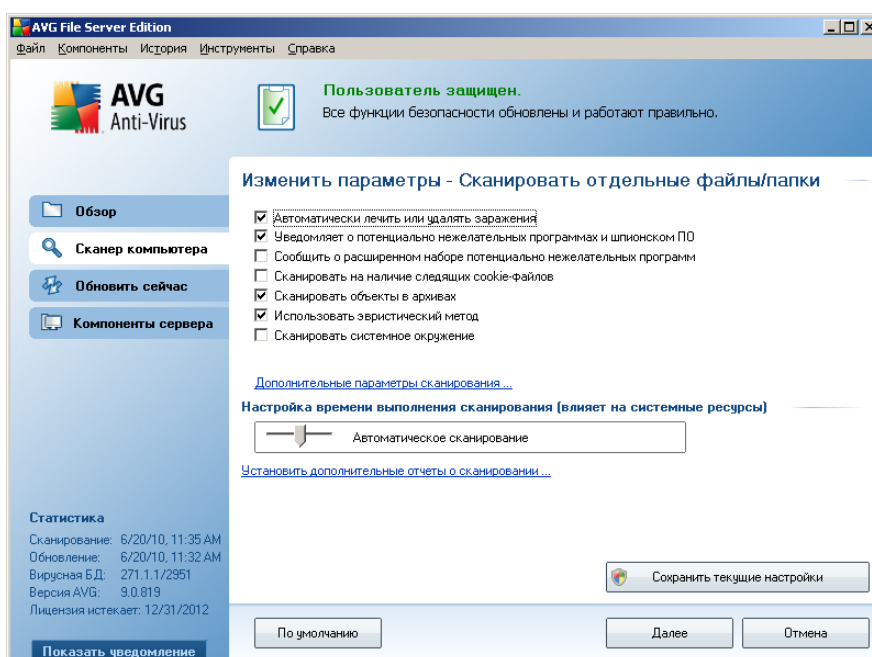 AVG File Server Edition
Файл Компоненты История Инструменты Справка
AVG
Anti-Virus
Пользователь защищен.
Все функции безопасности обновлены и работают правильно.
Обзор
Сканер компьютера
Обновить сейчас
Компоненты сервера
Изменить параметры - Сканировать отдельные файлы/папки
Автоматически лечить или удалять заражения
Уведомляет о потенциально нежелательных программах и шпионском ПО
Сообщить о расширенном наборе потенциально нежелательных программ
Сканировать на наличие следящих cookie-файлов
Сканировать объекты в архивах
Использовать эвристический метод
Сканировать системное окружение
Дополнительные параметры сканирования ...
Настройка времени выполнения сканирования (влияет на системные ресурсы)
Автоматическое сканирование
Установить дополнительные отчеты о сканировании ...
Статистика
Сканирование: 6/20/10, 11:35 AM
Обновление: 6/20/10, 11:32 AM
Вирусная БД: 271.1.1/2951
Версия AVG: 9.0.819
Лицензия истекает: 12/31/2012
Показать уведомление
Сохранить текущие настройки
По умолчанию
Далее
Отмена